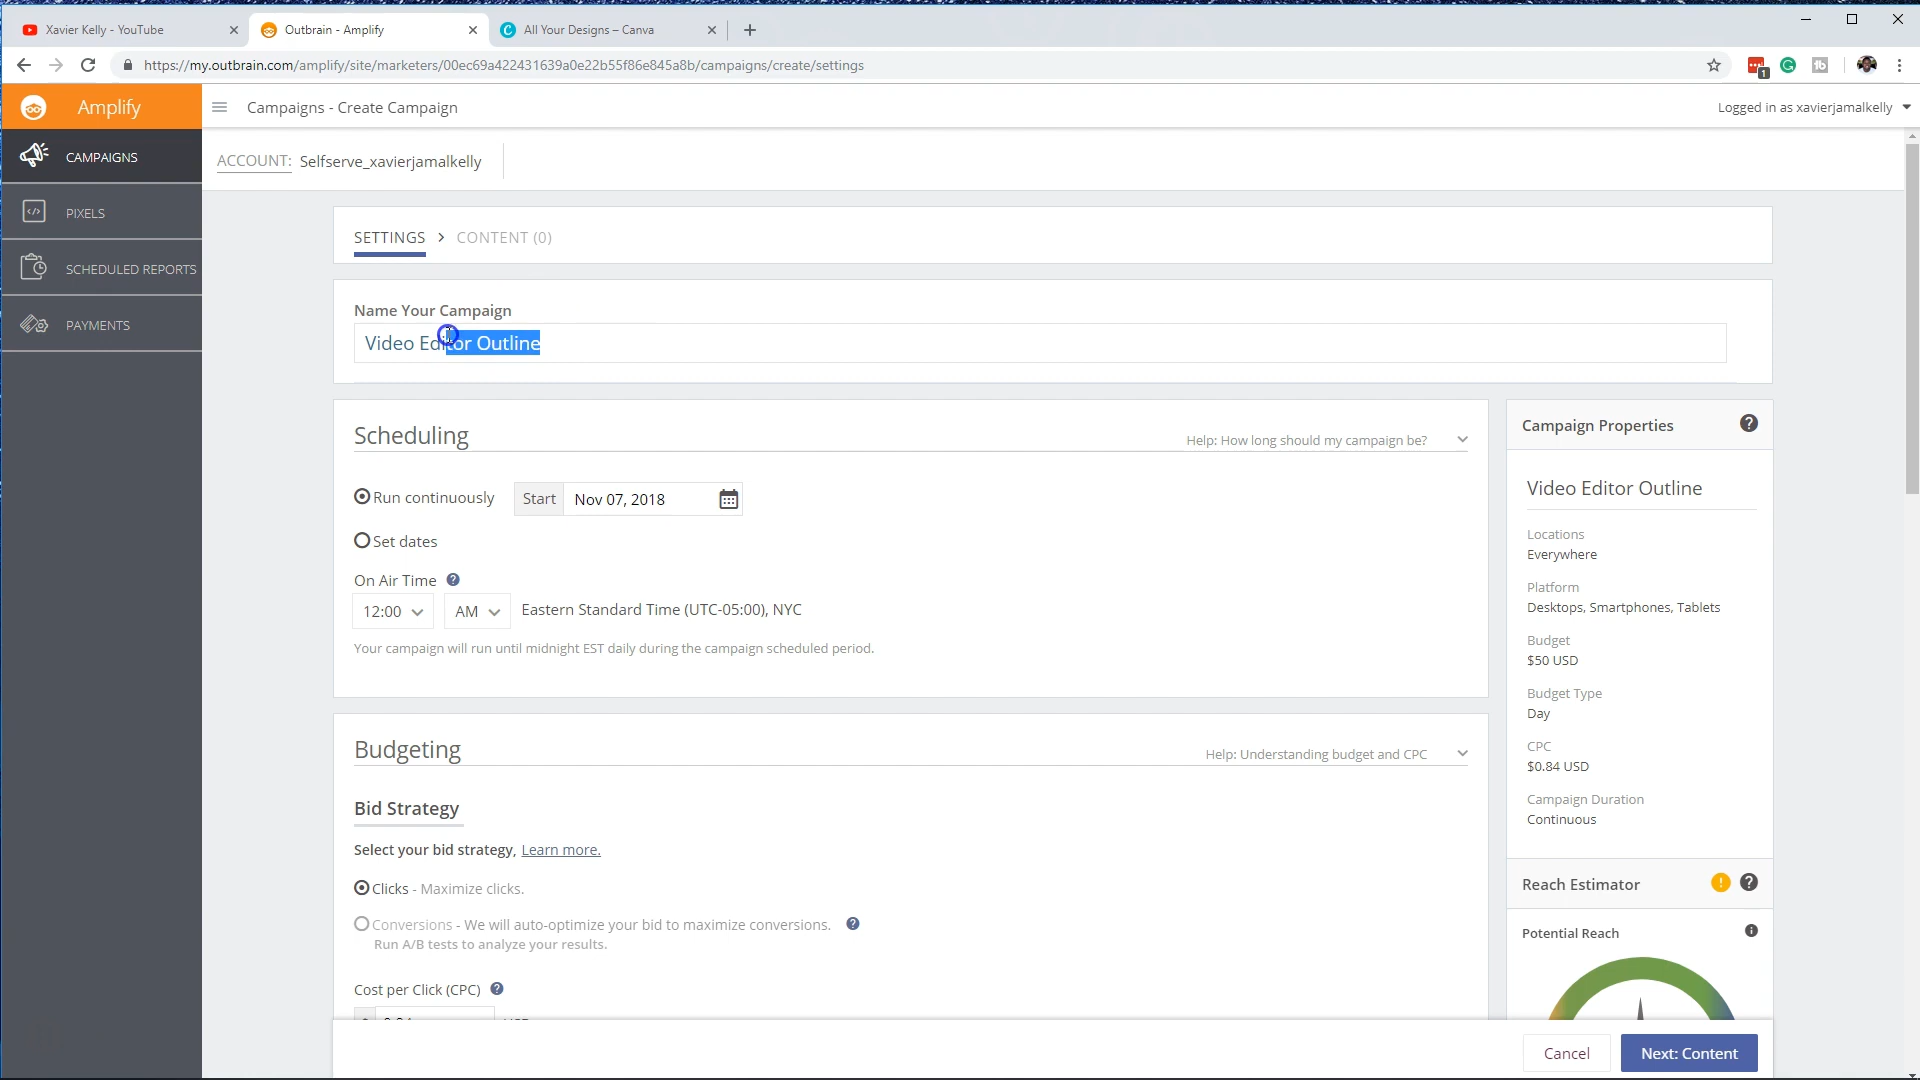 Xavier Kelly - YouTube
Outbrain - Amplify
All Your Designs – Canva
https://my.outbrain.com/amplify/site/marketers/00ec69a422431639a0e22b55f86e845a8b/campaigns/create/settings
1
Amplify
Campaigns - Create Campaign
Logged in as xavierjamalkelly
CAMPAIGNS
PIXELS
SCHEDULED REPORTS
PAYMENTS
ACCOUNT: Selfserve_xavierjamalkelly
SETTINGS > CONTENT (0)
Name Your Campaign
Video Editor Outline
Scheduling
Help: How long should my campaign be?
Run continuously
Start Nov 07, 2018
Set dates
On Air Time
12:00 AM Eastern Standard Time (UTC-05:00), NYC
Your campaign will run until midnight EST daily during the campaign scheduled period.
Budgeting
Help: Understanding budget and CPC
Bid Strategy
Select your bid strategy, Learn more.
Clicks - Maximize clicks.
Conversions - We will auto-optimize your bid to maximize conversions.
Run A/B tests to analyze your results.
Cost per Click (CPC)
Campaign Properties
Video Editor Outline
Locations
Everywhere
Platform
Desktops, Smartphones, Tablets
Budget
$50 USD
Budget Type
Day
CPC
$0.84 USD
Campaign Duration
Continuous
Reach Estimator
Potential Reach
Cancel
Next: Content